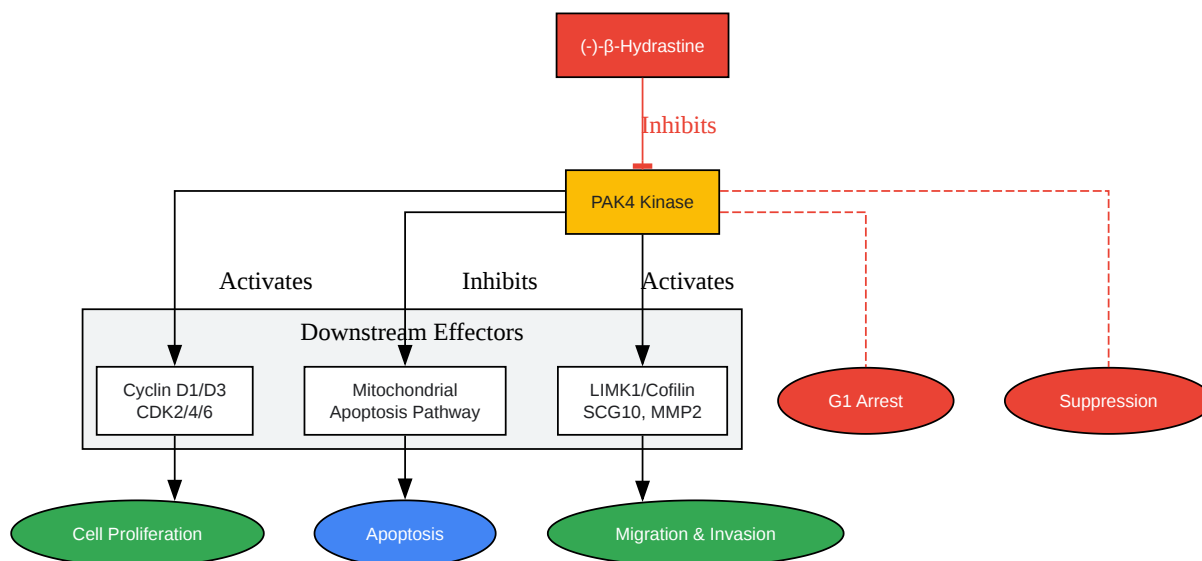 (-)-β-Hydrastine
Inhibits
PAK4 Kinase
Activates
Inhibits
Activates
Downstream Effectors
Cyclin D1/D3
CDK2/4/6
Mitochondrial
Apoptosis Pathway
LIMK1/Cofilin
SCG10, MMP2
G1 Arrest
Suppression
Cell Proliferation
Apoptosis
Migration & Invasion